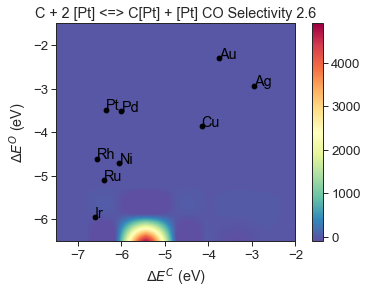 C + 2 [Pt] <=> C[Pt] + [Pt] CO Selectivity 2.6
−2
−3
−4
−5
−6
ΔE^O (eV)
Au
Ag
Pt
Pd
Cu
Rh
Ni
Ru
Ir
−7
−6
−5
−4
−3
−2
ΔE^C (eV)
4000
3000
2000
1000
0